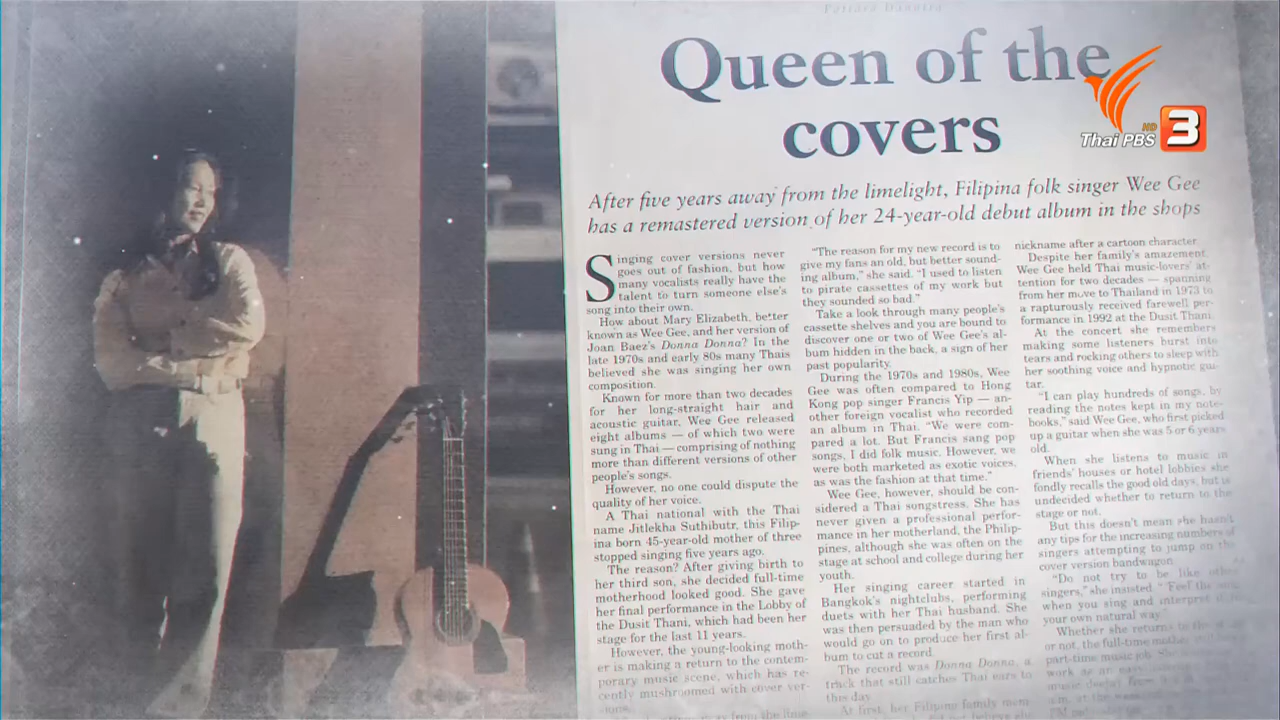 Queen of the
covers
HD
Thai PBS 3
After five years away from the limelight, Filipina folk singer Wee Gee
has a remastered version of her 24-year-old debut album in the shops
Singing cover versions never
goes out of fashion, but how
many vocalists really have the
talent to turn someone else's
song into their own.
How about Mary Elizabeth, better
known as Wee Gee, and her version of
Joan Baez's Donna Donna? In the
late 1970s and early 80s many Thais
believed she was singing her own
composition.
Known for more than two decades
for her long-straight hair and
acoustic guitar, Wee Gee released
eight albums — of which two were
sung in Thai — comprising of nothing
more than different versions of other
people's songs.
However, no one could dispute the
quality of her voice.
A Thai national with the Thai
name Jitlekha Suthibutr, this Filip-
ina born 45-year-old mother of three
stopped singing five years ago.
The reason? After giving birth to
her third son, she decided full-time
motherhood looked good. She gave
her final performance in the Lobby of
the Dusit Thani, which had been her
stage for the last 11 years.
However, the young-looking moth-
er is making a return to the contem-
porary music scene, which has re-
cently mushroomed with cover ver-
sions.
"The reason for my new record is to
give my fans an old, but better sound-
ing album," she said. "I used to listen
to pirate cassettes of my work but
they sounded so bad."
Take a look through many people's
cassette shelves and you are bound to
discover one or two of Wee Gee's al-
bum hidden in the back, a sign of her
past popularity.
During the 1970s and 1980s, Wee
Gee was often compared to Hong
Kong pop singer Francis Yip — an-
other foreign vocalist who recorded
an album in Thai. "We were com-
pared a lot. But Francis sang pop
songs, I did folk music. However, we
were both marketed as exotic voices,
as was the fashion at that time."
Wee Gee, however, should be con-
sidered a Thai songstress. She has
never given a professional perfor-
mance in her motherland, the Philip-
pines, although she was often on the
stage at school and college during her
youth.
Her singing career started in
Bangkok's nightclubs, performing
duets with her Thai husband. She
was then persuaded by the man who
would go on to produce her first al-
bum to cut a record.
The record was Donna Donna, a
track that still catches Thai ears to
this day.
At first, her Filipino family
nickname after a cartoon character.
Despite her family's amazement,
Wee Gee held Thai music-lovers' at-
tention for two decades — spanning
from her move to Thailand in 1973 to
a rapturously received farewell per-
formance in 1992 at the Dusit Thani.
At the concert she remembers
making some listeners burst into
tears and rocking others to sleep with
her soothing voice and hypnotic gui-
tar.
"I can play hundreds of songs, by
reading the notes kept in my note-
books," said Wee Gee, who first picked
up a guitar when she was 5 or 6 years
old.
When she listens to music in
friends' houses or hotel lobbies she
fondly recalls the good old days, but is
undecided whether to return to the
stage or not.
But this doesn't mean she hasn't
any tips for the increasing numbers of
singers attempting to jump on the
cover version bandwagon.
"Do not try to be like other
singers," she insisted. "Feel the song
when you sing and interpret it
your own natural way."
Whether she returns to the
or not, the full-time mother
part-time music job. She
work as an
music